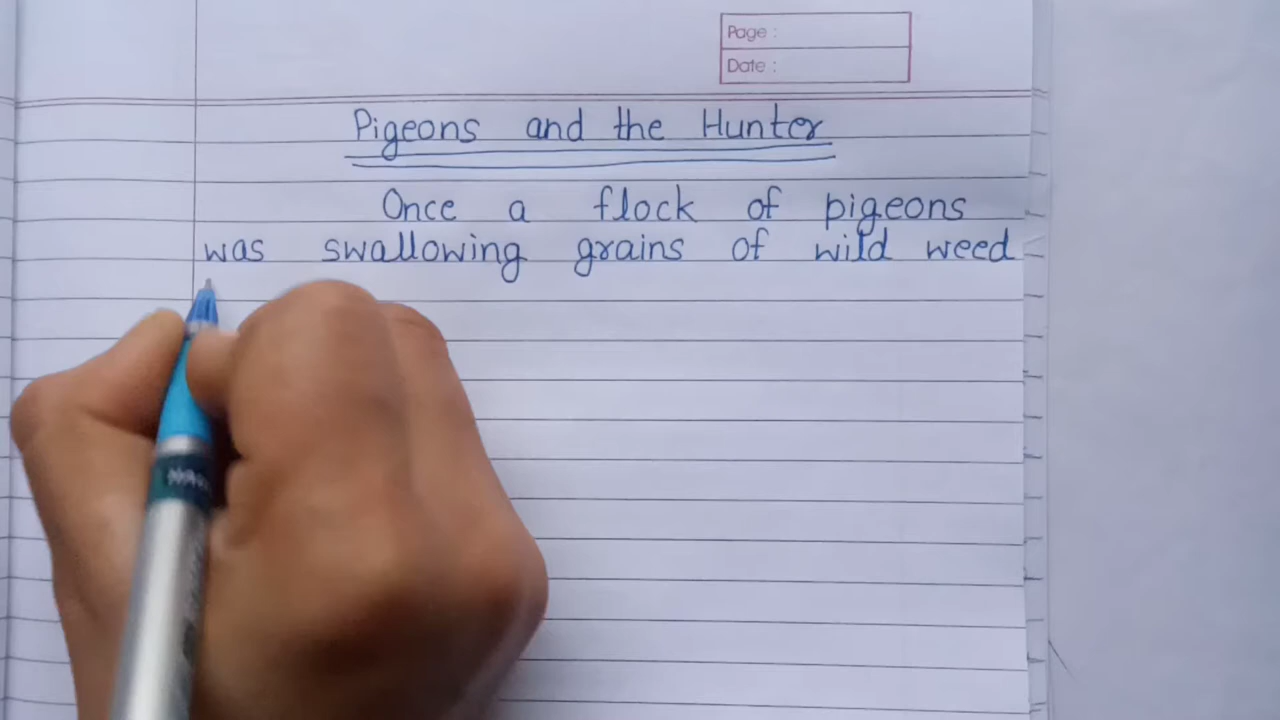 Page :
Date :
Pigeons and the Hunter
Once a flock of pigeons
was swallowing grains of wild weed